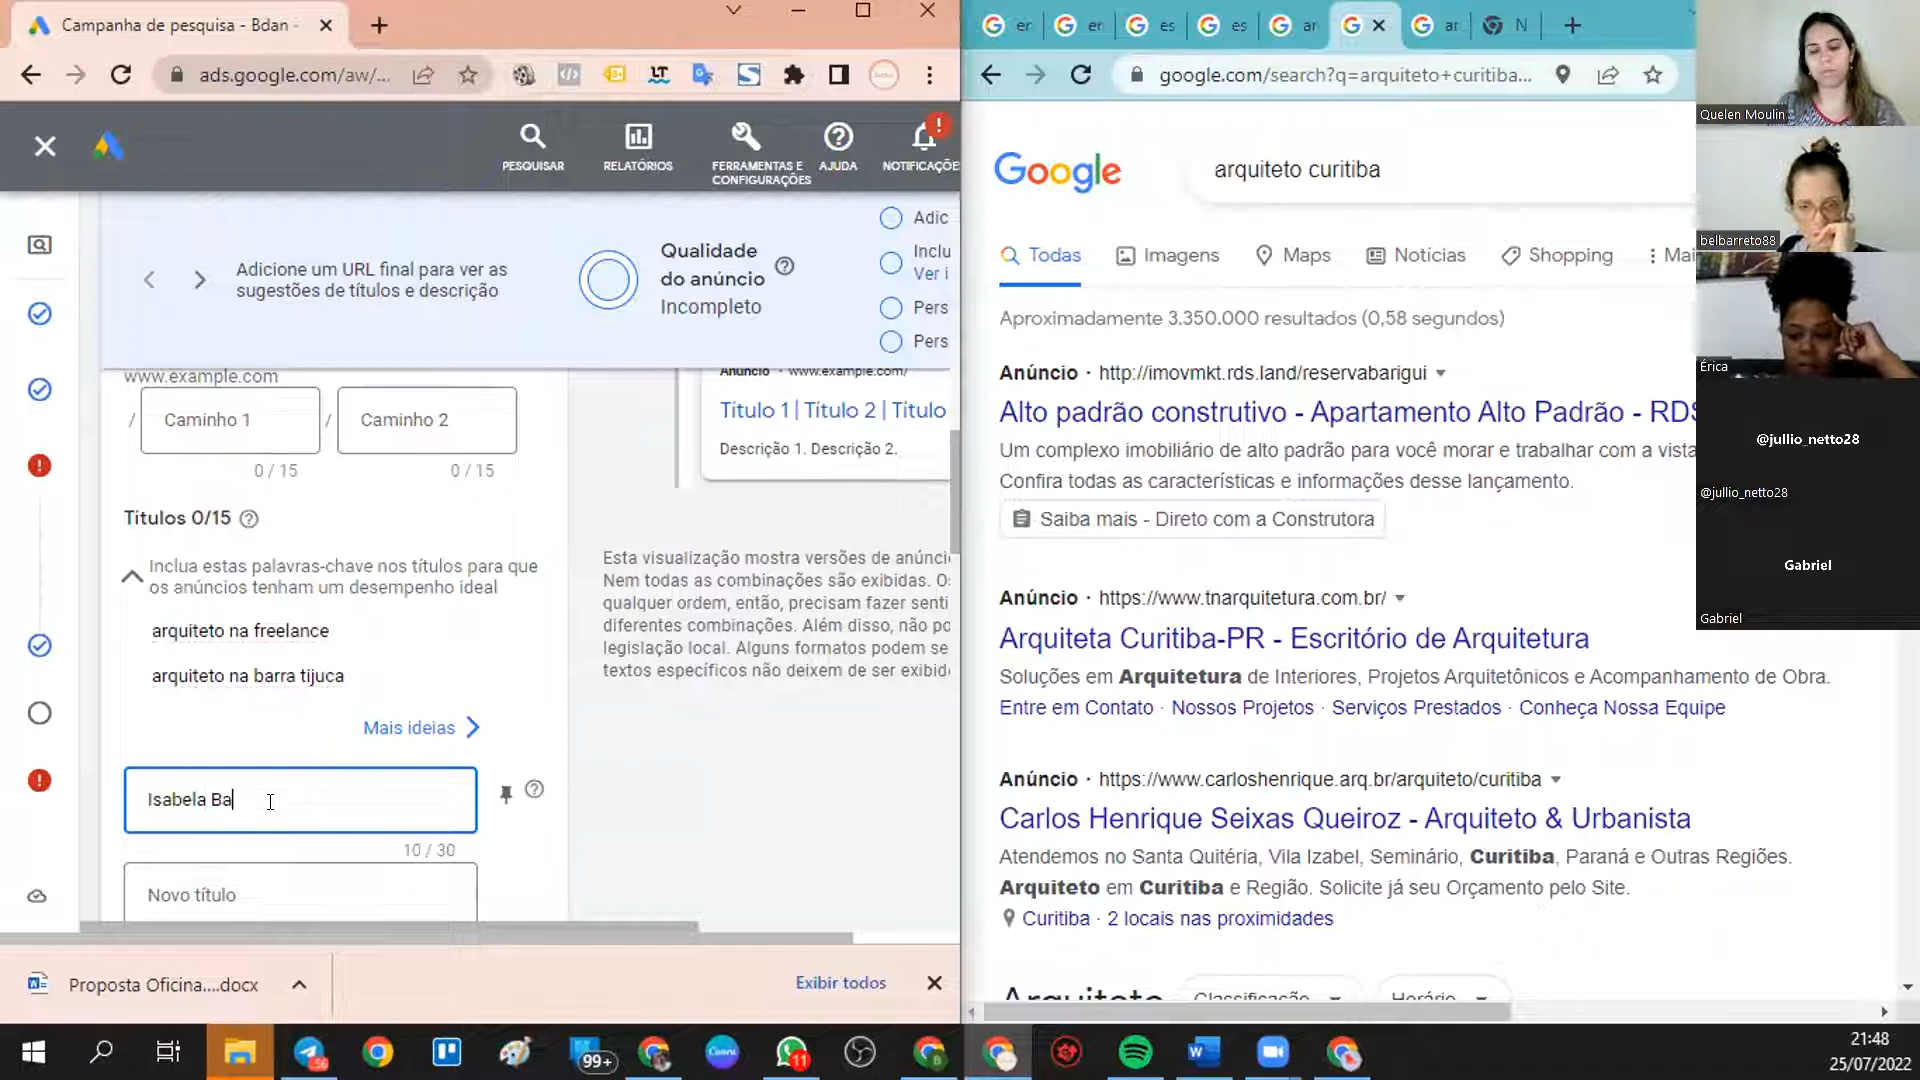 Campanha de pesquisa - Bdan -
ads.google.com/aw/...
PESQUISAR
RELATÓRIOS
FERRAMENTAS E
CONFIGURAÇÕES
AJUDA
NOTIFICAÇÕE
Adicione um URL final para ver as
sugestões de títulos e descrição
Qualidade
do anúncio
Incompleto
Adic
Inclu
Ver i
Pers
Pers
www.example.com
/ Caminho 1 / Caminho 2
0 / 15 0 / 15
Títulos 0/15
Inclua estas palavras-chave nos títulos para que
os anúncios tenham um desempenho ideal
arquiteto na freelance
arquiteto na barra tijuca
Mais ideias
Isabela Ba
10 / 30
Novo título
Anúncio · www.example.com/
Título 1 | Título 2 | Título
Descrição 1. Descrição 2.
Esta visualização mostra versões de anúnci
Nem todas as combinações são exibidas. O
qualquer ordem, então, precisam fazer senti
diferentes combinações. Além disso, não po
legislação local. Alguns formatos podem se
textos específicos não deixem de ser exibid
Proposta Oficina....docx
Exibir todos
er
er
es
es
ar
ar
N
google.com/search?q=arquiteto+curitiba...
Google
arquiteto curitiba
Todas
Imagens
Maps
Notícias
Shopping
Mai
Aproximadamente 3.350.000 resultados (0,58 segundos)
Anúncio · http://imovmkt.rds.land/reservabarigui
Alto padrão construtivo - Apartamento Alto Padrão - RDS
Um complexo imobiliário de alto padrão para você morar e trabalhar com a vista
Confira todas as características e informações desse lançamento.
Saiba mais - Direto com a Construtora
Anúncio · https://www.tnarquitetura.com.br/
Arquiteta Curitiba-PR - Escritório de Arquitetura
Soluções em Arquitetura de Interiores, Projetos Arquitetônicos e Acompanhamento de Obra.
Entre em Contato · Nossos Projetos · Serviços Prestados · Conheça Nossa Equipe
Anúncio · https://www.carloshenrique.arq.br/arquiteto/curitiba
Carlos Henrique Seixas Queiroz - Arquiteto & Urbanista
Atendemos no Santa Quitéria, Vila Izabel, Seminário, Curitiba, Paraná e Outras Regiões.
Arquiteto em Curitiba e Região. Solicite já seu Orçamento pelo Site.
Curitiba · 2 locais nas proximidades
Arquiteto
Classificação
Horário
Quelen Moulin
belbarreto88
Érica
@jullio_netto28
@jullio_netto28
Gabriel
Gabriel
99+
Canva
11
21:48
25/07/2022